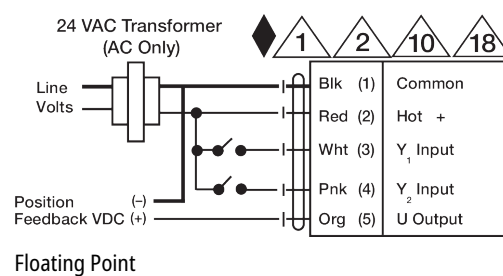 24 VAC Transformer
(AC Only)
1 2 10 18
Line
Volts
Blk (1) Common
Red (2) Hot +
Wht (3) Y1 Input
Pnk (4) Y2 Input
Org (5) U Output
Position (–)
Feedback VDC (+)
Floating Point